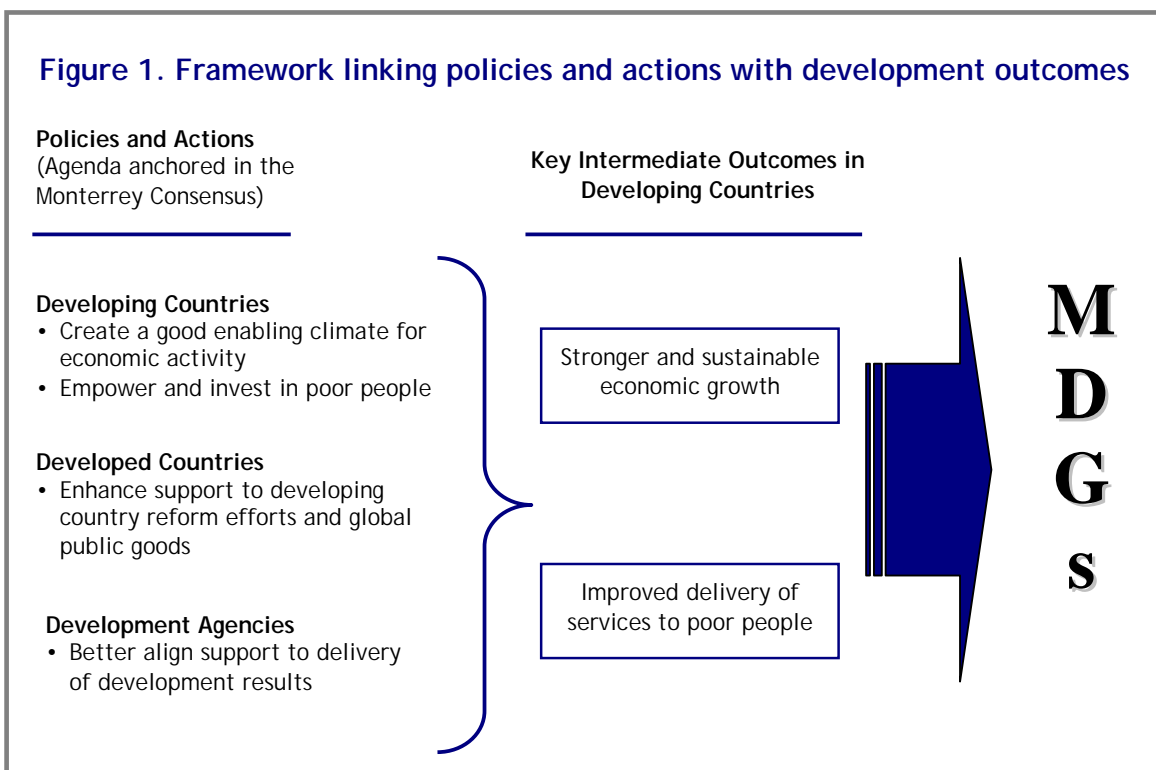 Figure 1. Framework linking policies and actions with development outcomes
Policies and Actions
(Agenda anchored in the
Monterrey Consensus)
Key Intermediate Outcomes in
Developing Countries
Developing Countries
• Create a good enabling climate for
economic activity
• Empower and invest in poor people
Developed Countries
• Enhance support to developing
country reform efforts and global
public goods
Development Agencies
• Better align support to delivery
of development results
Stronger and sustainable
economic growth
Improved delivery of
services to poor people
M
D
G
s